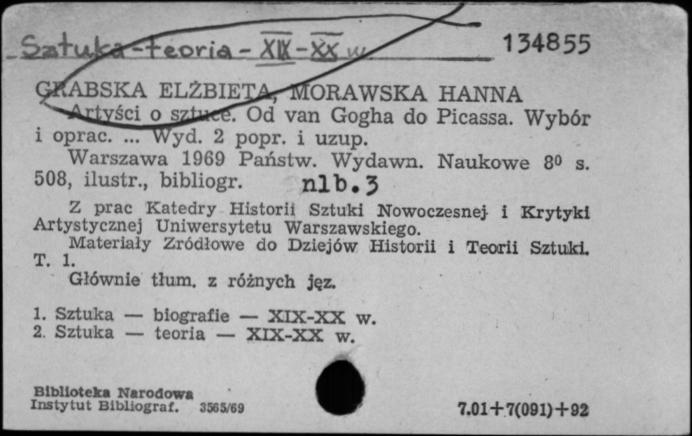 Sztuka-teoria-XIX-XX w
134855
GRABSKA ELŻBIETA, MORAWSKA HANNA
Artyści o sztuce. Od van Gogha do Picassa. Wybór
i oprac. ... Wyd. 2 popr. i uzup.
Warszawa 1969 Państw. Wydawn. Naukowe 8⁰ s.
508, ilustr., bibliogr. nlb.3
Z prac Katedry Historii Sztuki Nowoczesnej i Krytyki
Artystycznej Uniwersytetu Warszawskiego.
Materiały Źródłowe do Dziejów Historii i Teorii Sztuki.
T. 1.
Głównie tłum. z różnych jęz.
1. Sztuka — biografie — XIX-XX w.
2. Sztuka — teoria — XIX-XX w.
Biblioteka Narodowa
Instytut Bibliograf. 3565/69
7.01+7(091)+92